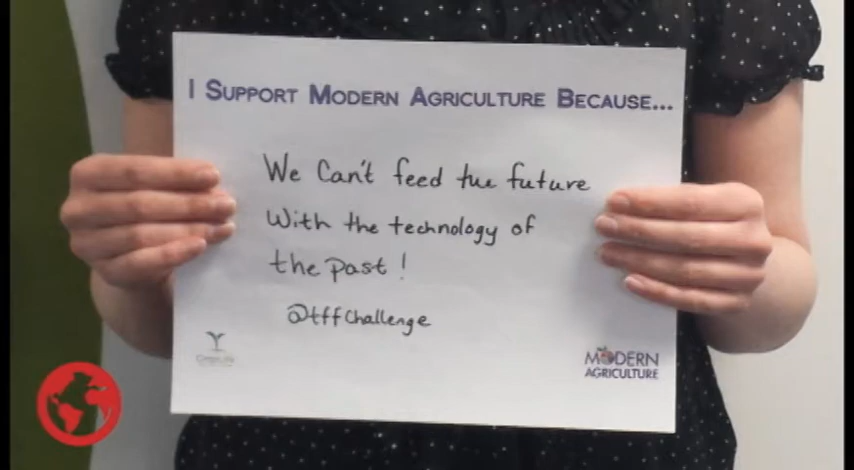 I SUPPORT MODERN AGRICULTURE BECAUSE...
We Can't feed the future
With the technology of
the past!
@tffChallenge
MODERN
AGRICULTURE